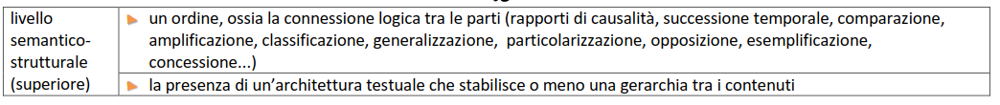 livello
semantico-
strutturale
(superiore)
un ordine, ossia la connessione logica tra le parti (rapporti di causalità, successione temporale, comparazione,
amplificazione, classificazione, generalizzazione, particolarizzazione, opposizione, esemplificazione,
concessione...)
la presenza di un’architettura testuale che stabilisce o meno una gerarchia tra i contenuti